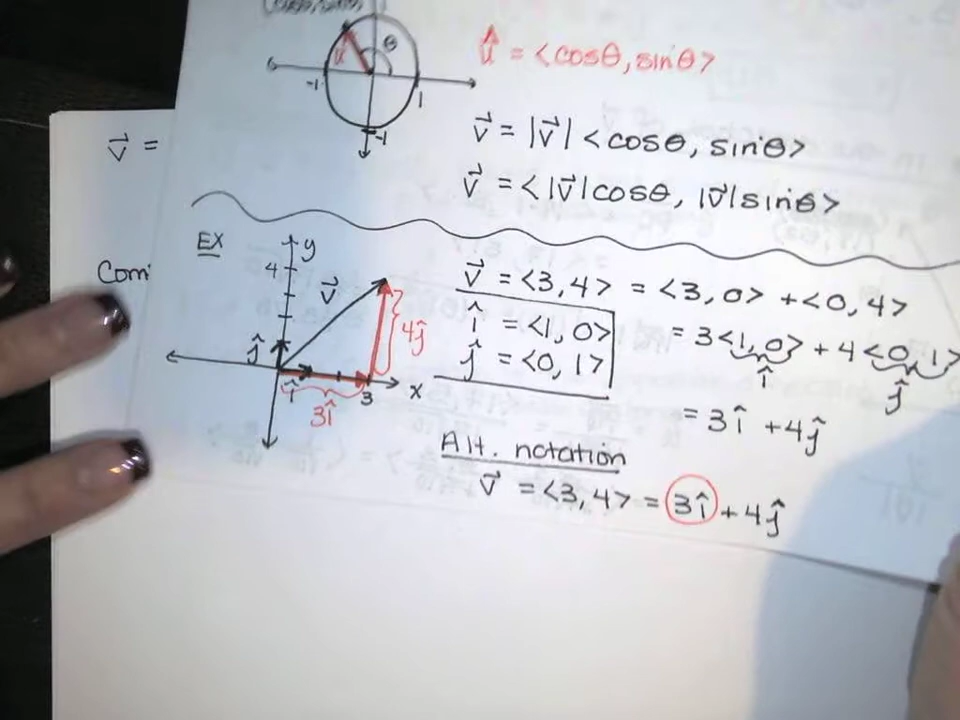 θ
û
-1
1
-1
û = <cosθ, sinθ>
v⃗ = |v⃗| <cosθ, sinθ>
v⃗ = <|v⃗|cosθ, |v⃗|sinθ>
v⃗ =
Com
EX
y
4
v⃗
4ĵ
ĵ
î
3
x
3î
v⃗ = <3, 4> = <3, 0> + <0, 4>
î = <1, 0>
ĵ = <0, 1>
= 3<1, 0> + 4<0, 1>
î
ĵ
= 3î + 4ĵ
Alt. notation
v⃗ = <3, 4> = 3î + 4ĵ